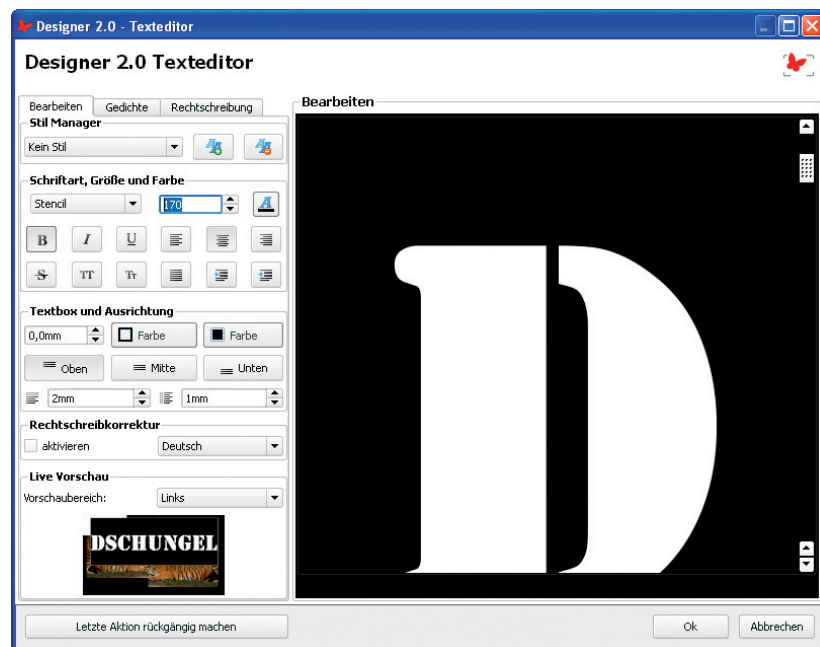 Designer 2.0 - Texteditor
Designer 2.0 Texteditor
Bearbeiten Gedichte Rechtschreibung
Stil Manager
Kein Stil
Schriftart, Größe und Farbe
Stencil 170 A
B I U
S TT Tr
Textbox und Ausrichtung
0,0mm Farbe Farbe
Oben Mitte Unten
2mm 1mm
Rechtschreibkorrektur
aktivieren Deutsch
Live Vorschau
Vorschaubereich: Links
DSCHUNGEL
Bearbeiten
D
Letzte Aktion rückgängig machen Ok Abbrechen